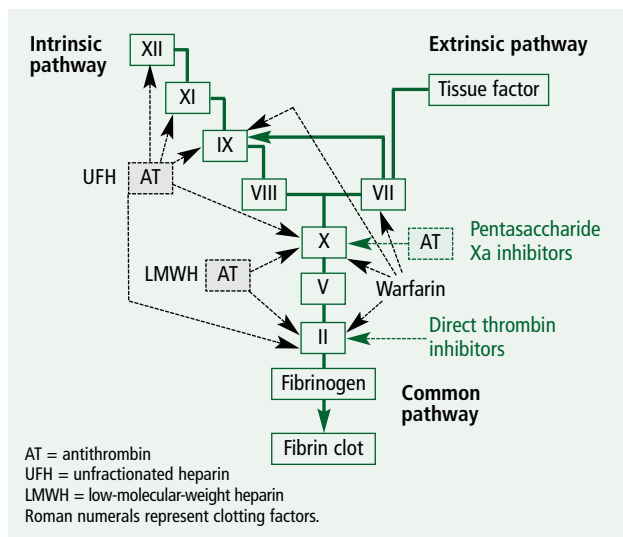 Intrinsic
pathway
XII
Extrinsic pathway
XI
Tissue factor
IX
UFH
AT
VIII
VII
X
AT
Pentasaccharide
Xa inhibitors
LMWH
AT
V
Warfarin
II
Direct thrombin
inhibitors
Fibrinogen
Common
pathway
Fibrin clot
AT = antithrombin
UFH = unfractionated heparin
LMWH = low-molecular-weight heparin
Roman numerals represent clotting factors.